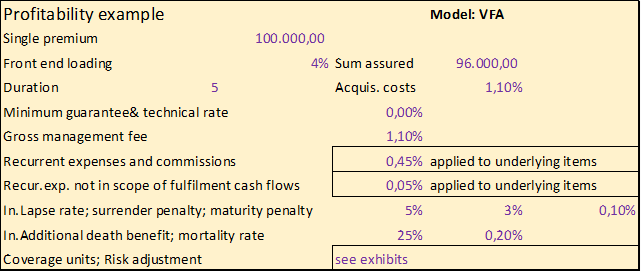 Profitability example Model: VFA
Single premium 100.000,00
Front end loading 4% Sum assured 96.000,00
Duration 5 Acquis. costs 1,10%
Minimum guarantee& technical rate 0,00%
Gross management fee 1,10%
Recurrent expenses and commissions 0,45% applied to underlying items
Recur.exp. not in scope of fulfilment cash flows 0,05% applied to underlying items
In.Lapse rate; surrender penalty; maturity penalty 5% 3% 0,10%
In.Additional death benefit; mortality rate 25% 0,20%
Coverage units; Risk adjustment see exhibits